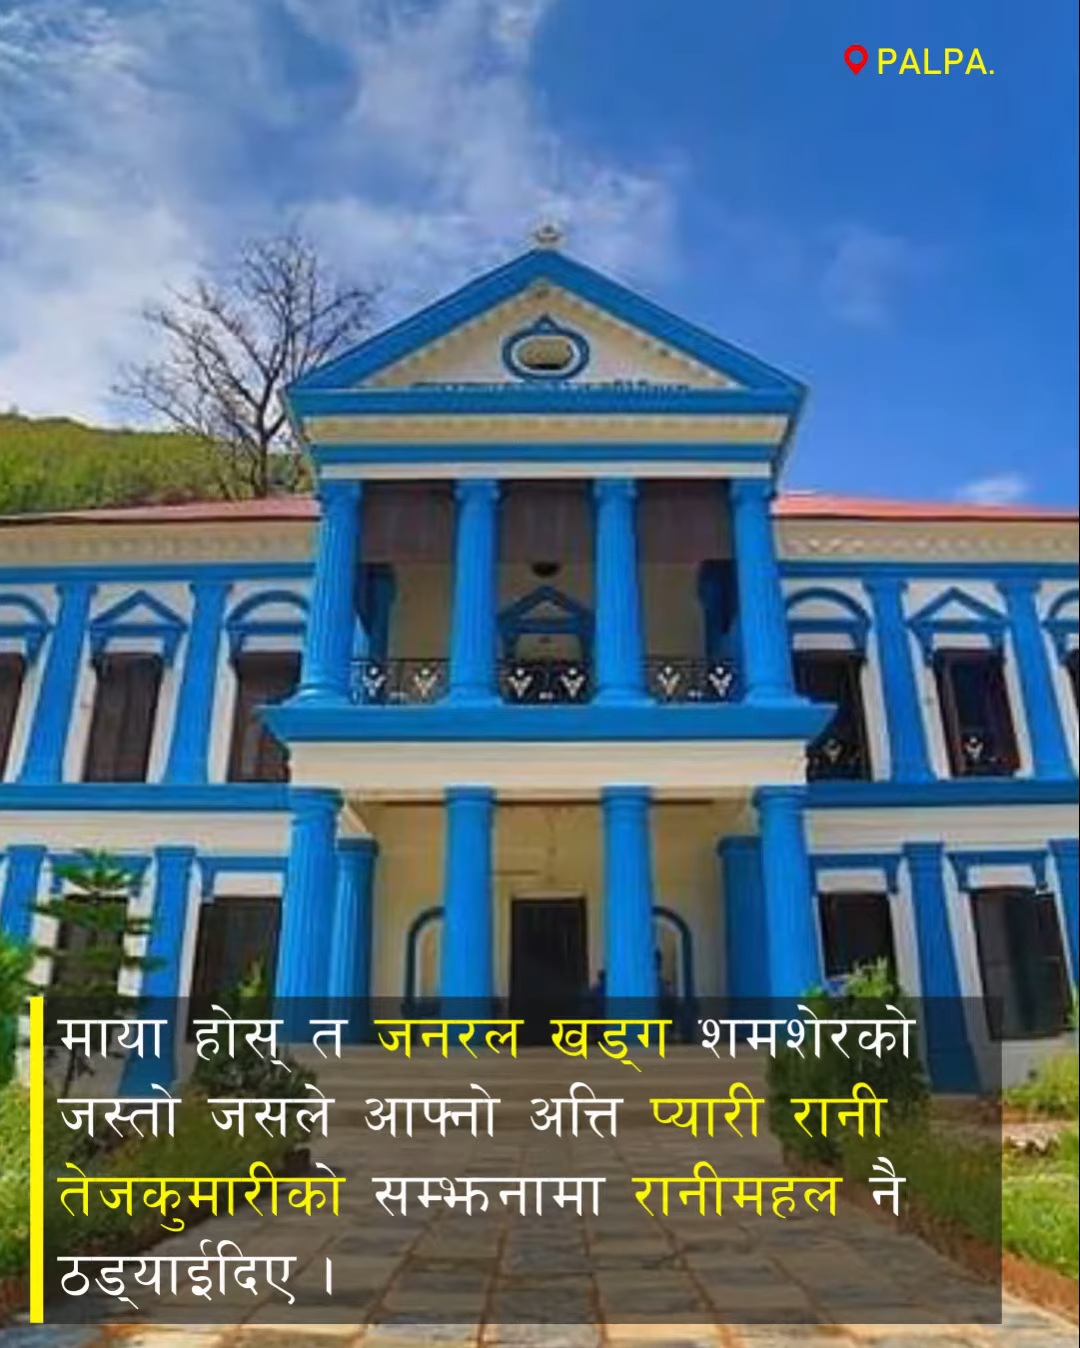 PALPA.
माया होस् त जनरल खड्ग शमशेरको
जस्तो जसले आफ्नो अत्ति प्यारी रानी
तेजकुमारीको सम्झनामा रानीमहल नै
ठड्याईदिए ।